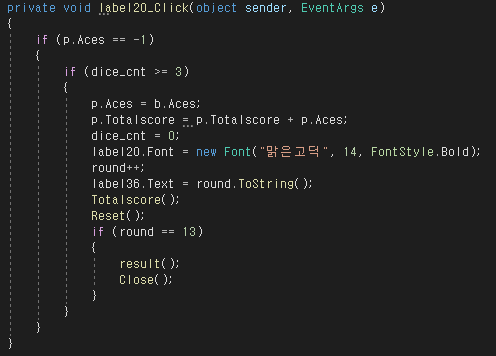 private void label20_Click(object sender, EventArgs e)
{
if (p.Aces == -1)
{
if (dice_cnt >= 3)
{
p.Aces = b.Aces;
p.Totalscore = p.Totalscore + p.Aces;
dice_cnt = 0;
label20.Font = new Font("맑은고덕", 14, FontStyle.Bold);
round++;
label36.Text = round.ToString();
Totalscore();
Reset();
if (round == 13)
{
result();
Close();
}
}
}
}